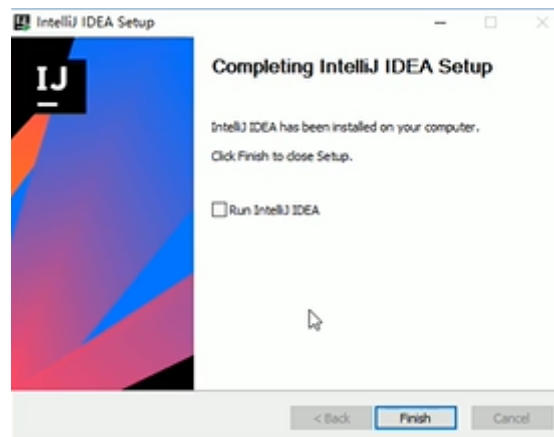 IntelliJ IDEA Setup
IJ
Completing IntelliJ IDEA Setup
IntelliJ IDEA has been installed on your computer.
Click Finish to close Setup.
Run IntelliJ IDEA
< Back
Finish
Cancel